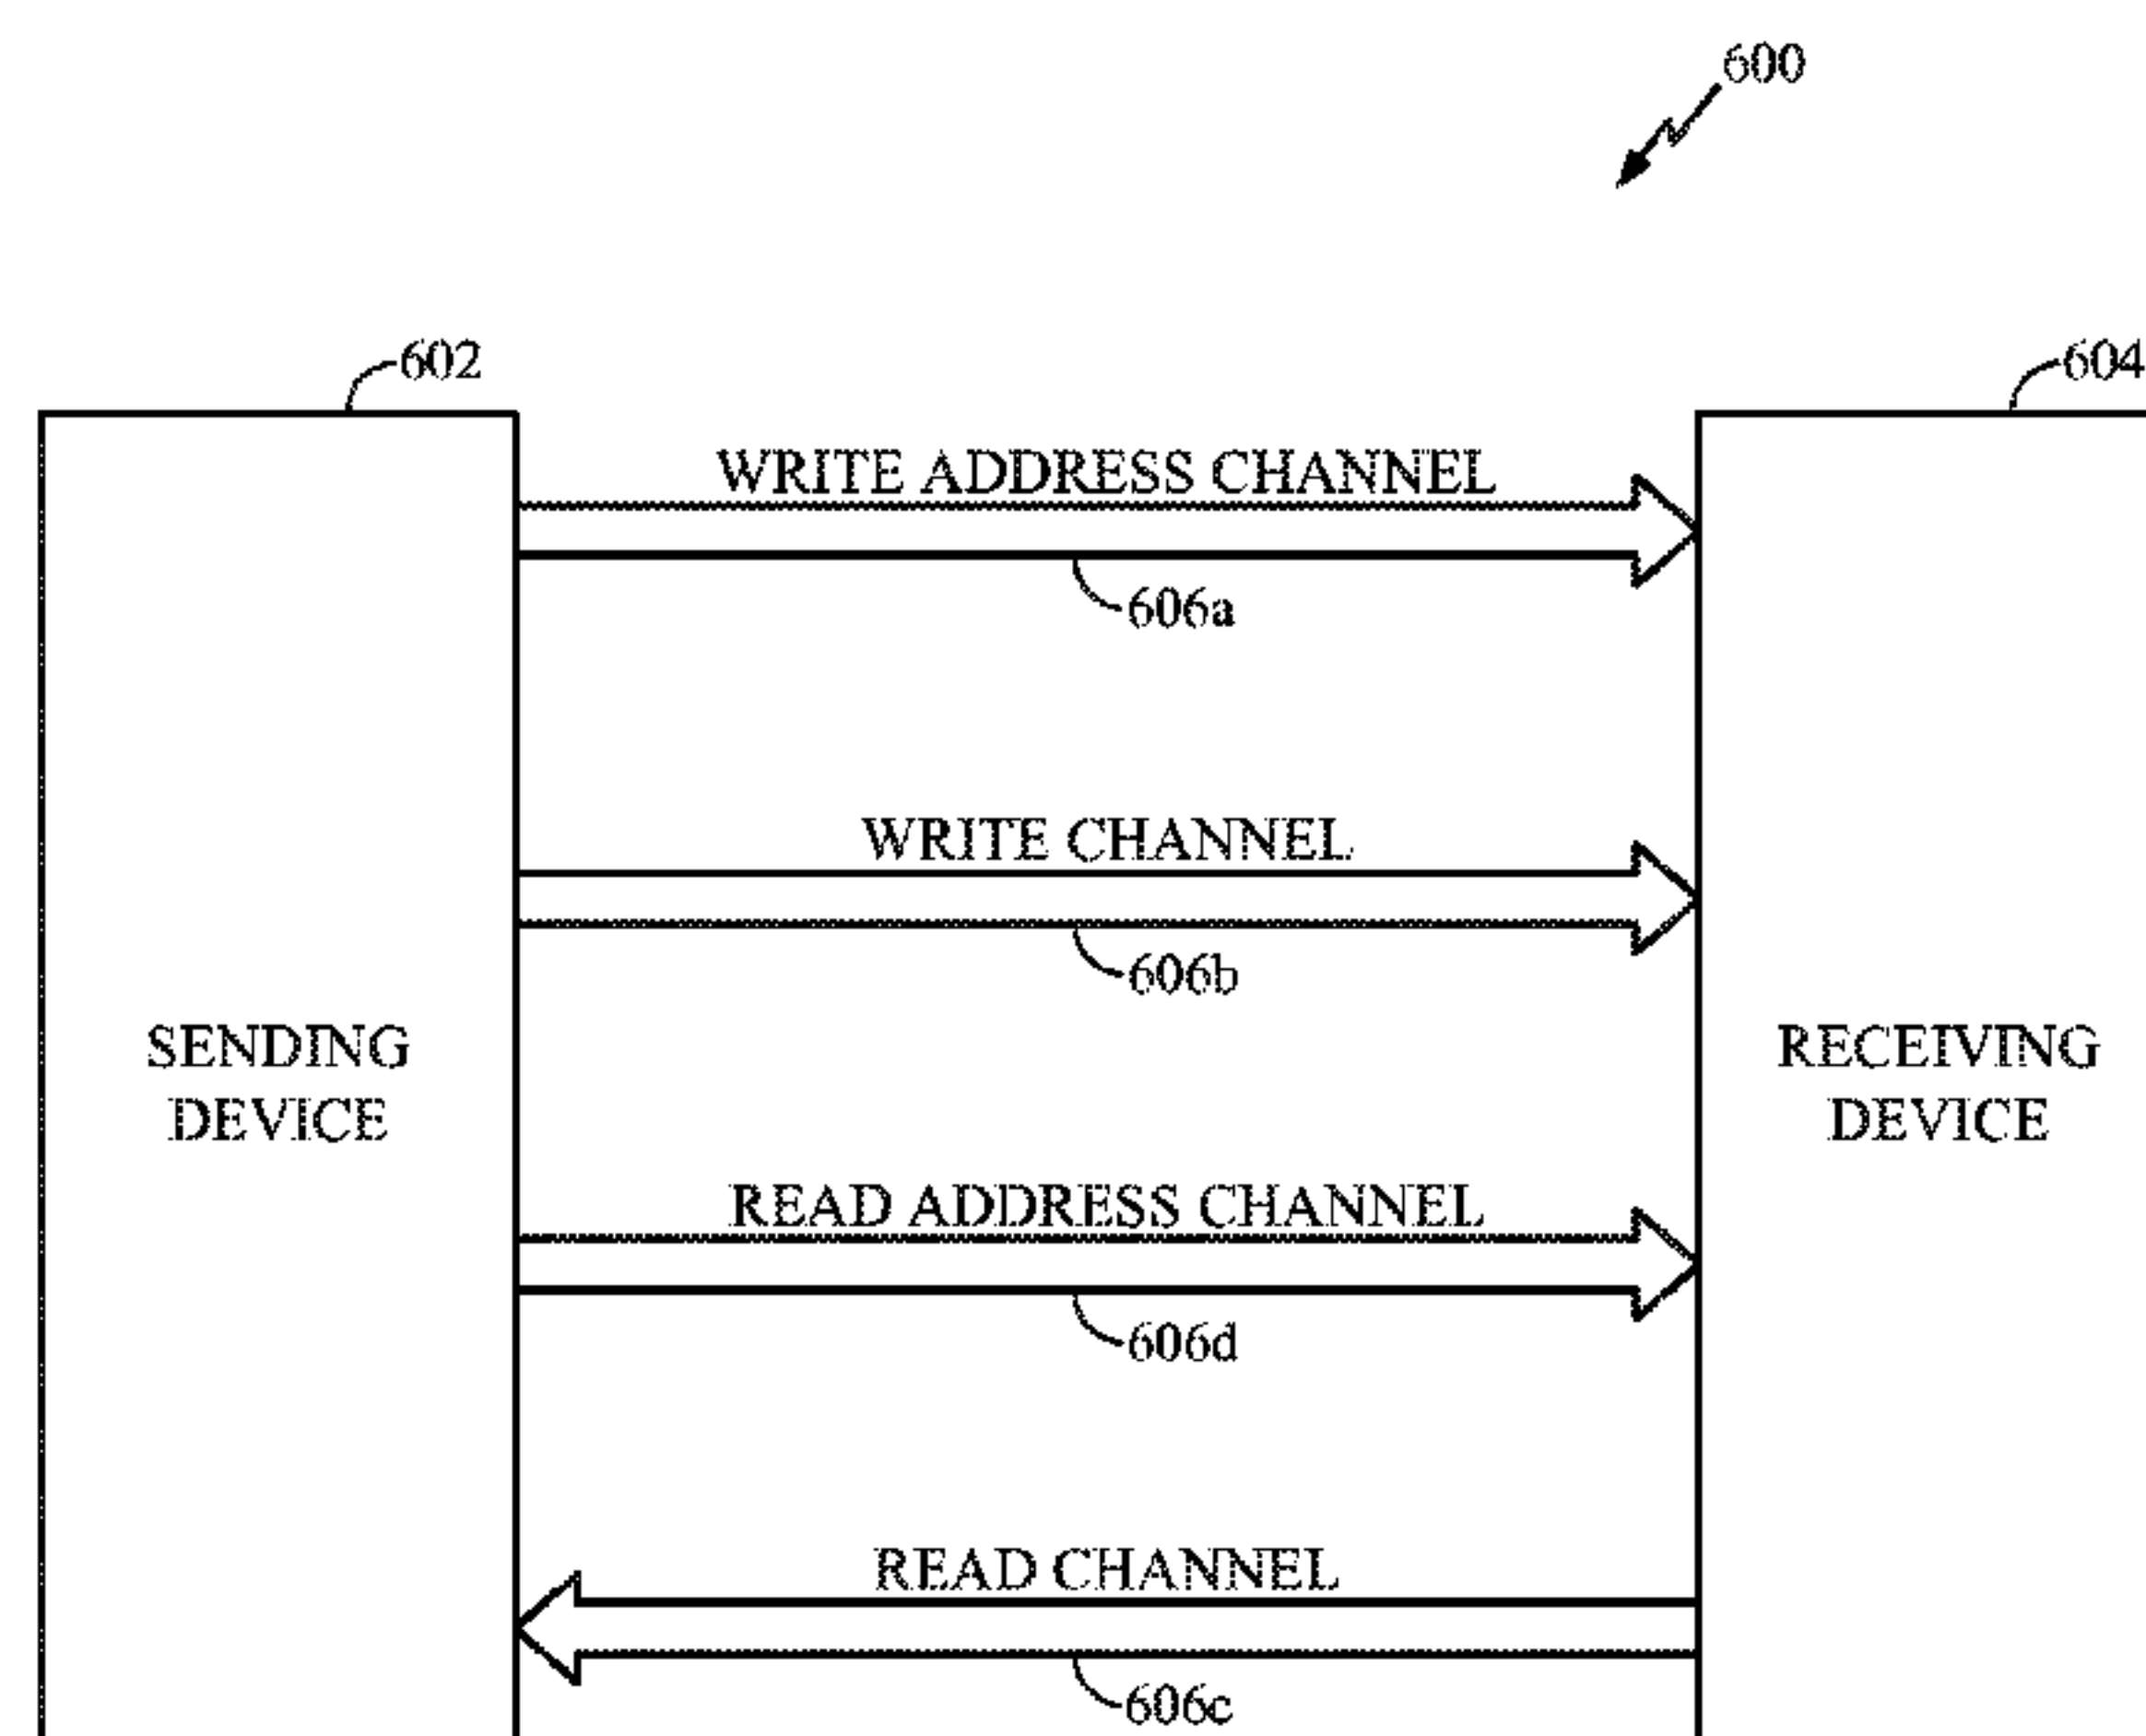 600
602
604
WRITE ADDRESS CHANNEL
606a
WRITE CHANNEL
606b
SENDING
DEVICE
RECEIVING
DEVICE
READ ADDRESS CHANNEL
606d
READ CHANNEL
606c